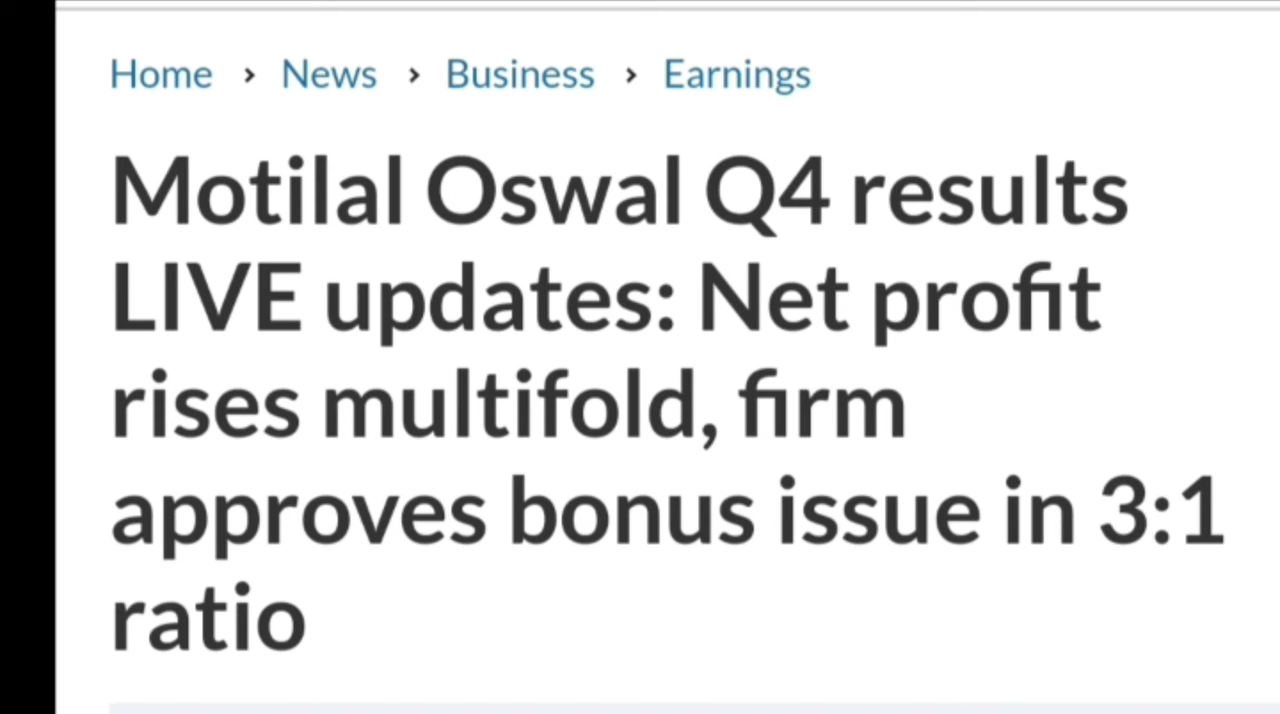 Home › News › Business › Earnings
Motilal Oswal Q4 results
LIVE updates: Net profit
rises multifold, firm
approves bonus issue in 3:1
ratio